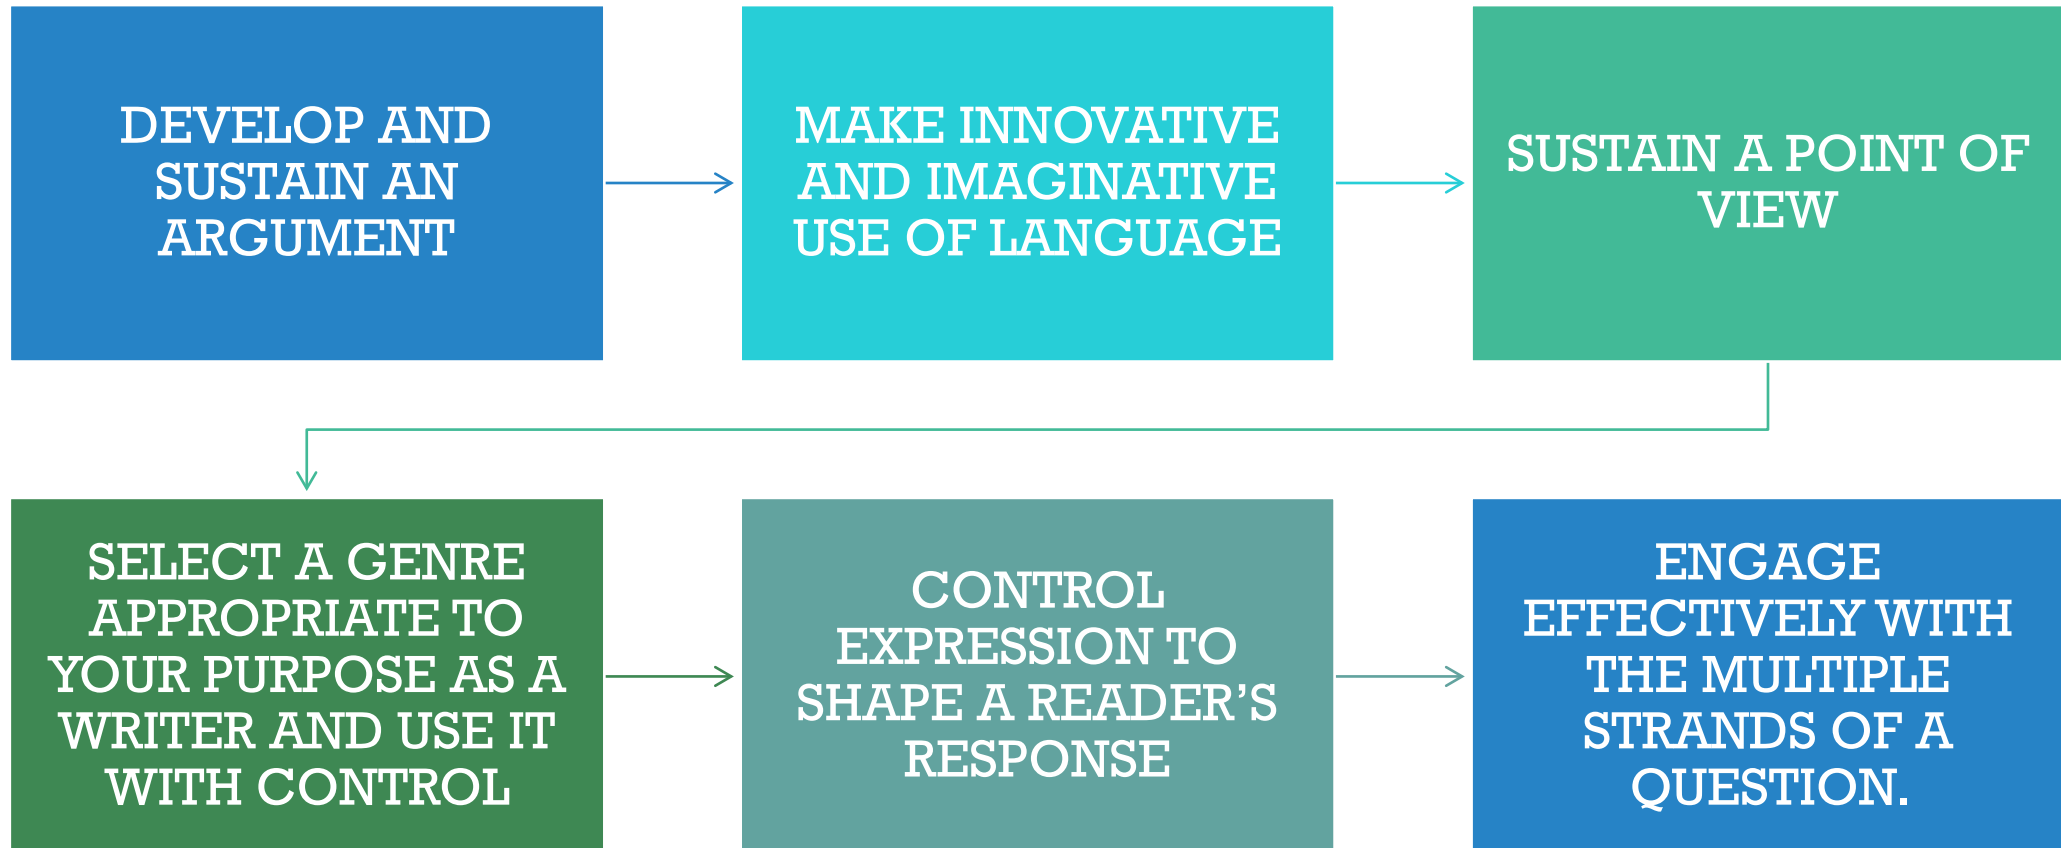 DEVELOP AND
SUSTAIN AN
ARGUMENT
MAKE INNOVATIVE
AND IMAGINATIVE
USE OF LANGUAGE
SUSTAIN A POINT OF
VIEW
SELECT A GENRE
APPROPRIATE TO
YOUR PURPOSE AS A
WRITER AND USE IT
WITH CONTROL
CONTROL
EXPRESSION TO
SHAPE A READER’S
RESPONSE
ENGAGE
EFFECTIVELY WITH
THE MULTIPLE
STRANDS OF A
QUESTION.